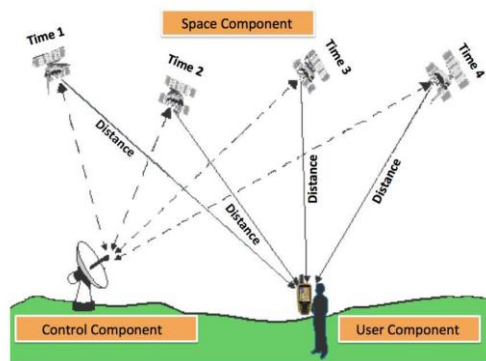 Space Component
Time 1
Time 2
Time 3
Time 4
Distance
Distance
Distance
Distance
Control Component
User Component